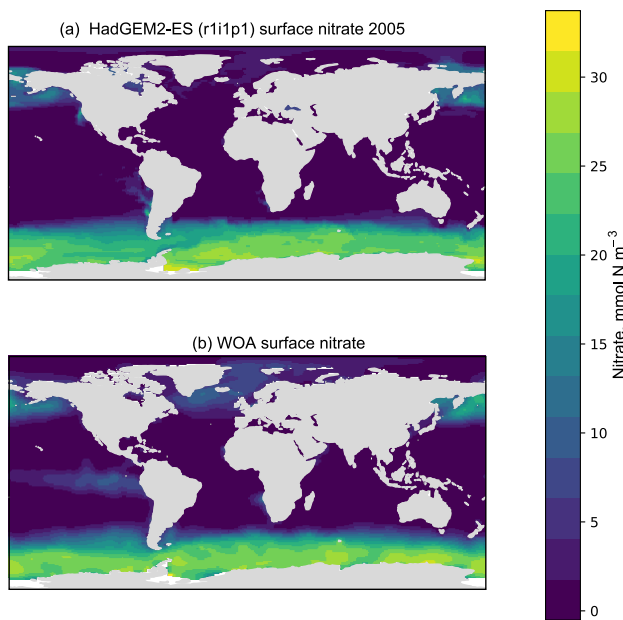 (a) HadGEM2-ES (r1i1p1) surface nitrate 2005
(b) WOA surface nitrate
30
25
20
15
10
5
0
Nitrate, mmol N m⁻³